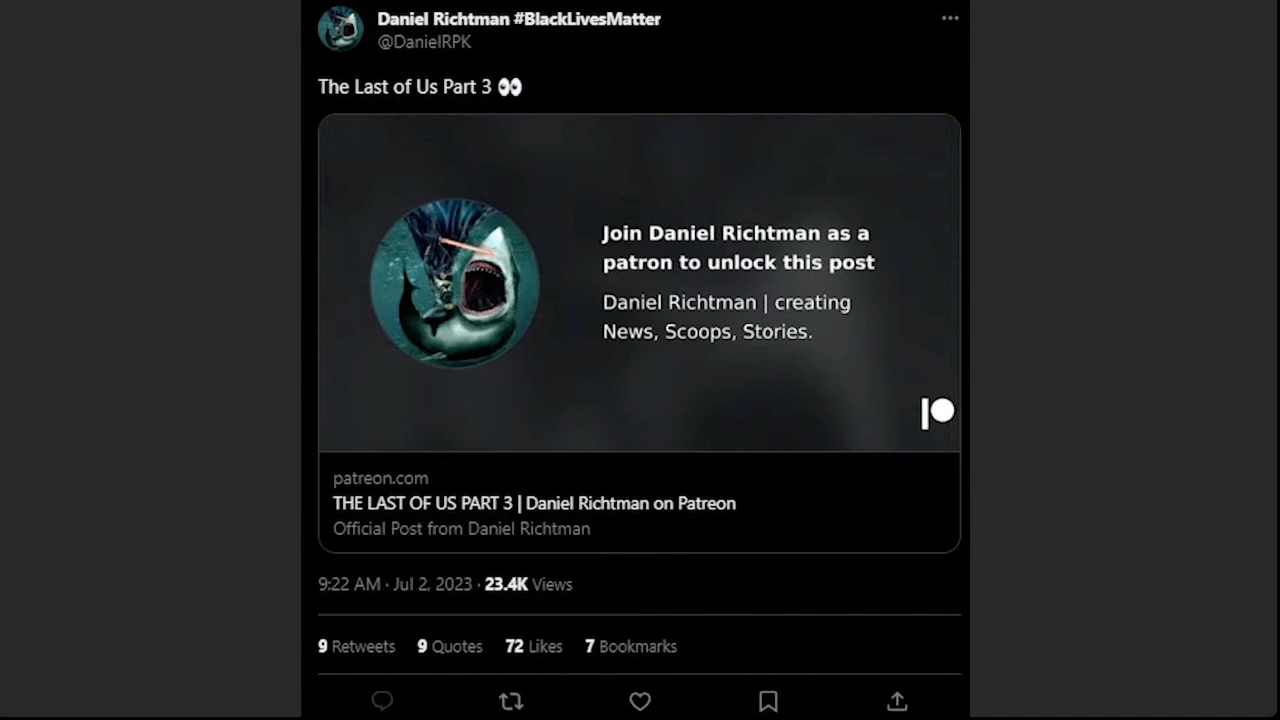 Daniel Richtman #BlackLivesMatter
@DanielRPK
The Last of Us Part 3 👀
Join Daniel Richtman as a
patron to unlock this post
Daniel Richtman | creating
News, Scoops, Stories.
patreon.com
THE LAST OF US PART 3 | Daniel Richtman on Patreon
Official Post from Daniel Richtman
9:22 AM · Jul 2, 2023 · 23.4K Views
9 Retweets 9 Quotes 72 Likes 7 Bookmarks